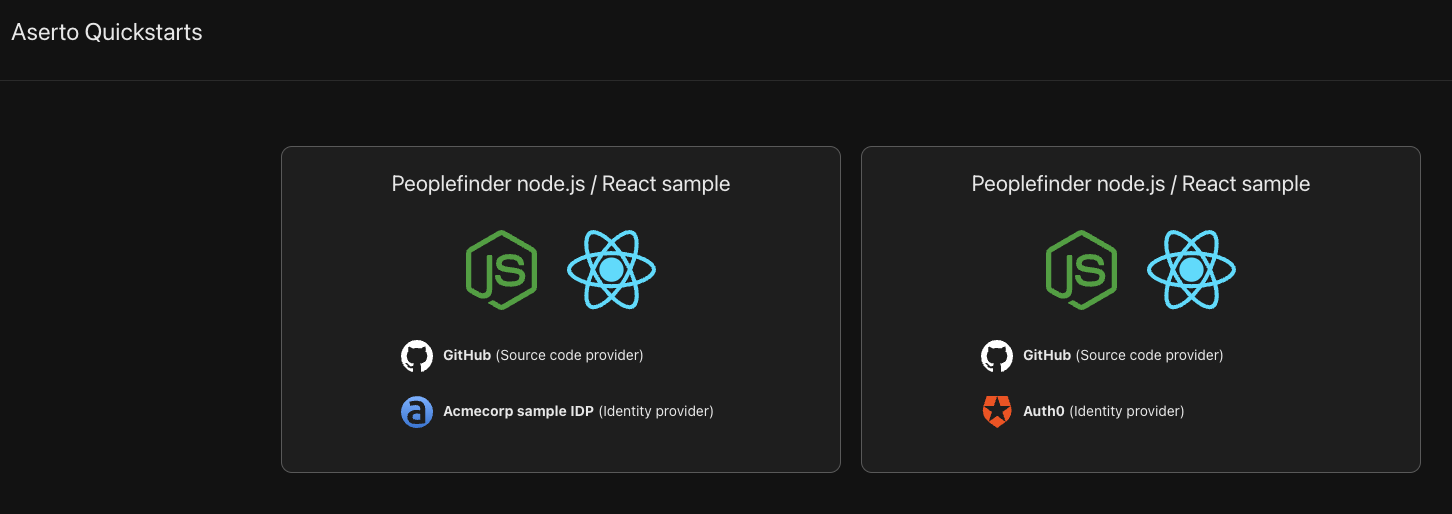 Aserto Quickstarts
Peoplefinder node.js / React sample
JS
GitHub (Source code provider)
a Acmecorp sample IDP (Identity provider)
Peoplefinder node.js / React sample
JS
GitHub (Source code provider)
Auth0 (Identity provider)